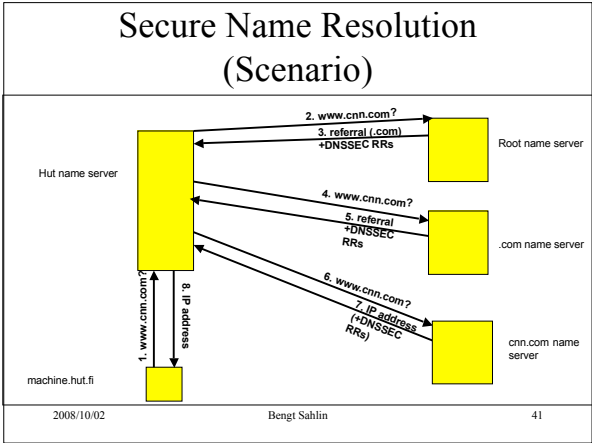 Secure Name Resolution
(Scenario)
2. www.cnn.com?
3. referral (.com)
+DNSSEC RRs
Root name server
Hut name server
4. www.cnn.com?
5. referral
+DNSSEC
RRs
.com name server
6. www.cnn.com?
7. IP address
(+DNSSEC
RRs)
cnn.com name
server
1. www.cnn.com?
8. IP address
machine.hut.fi
2008/10/02
Bengt Sahlin
41